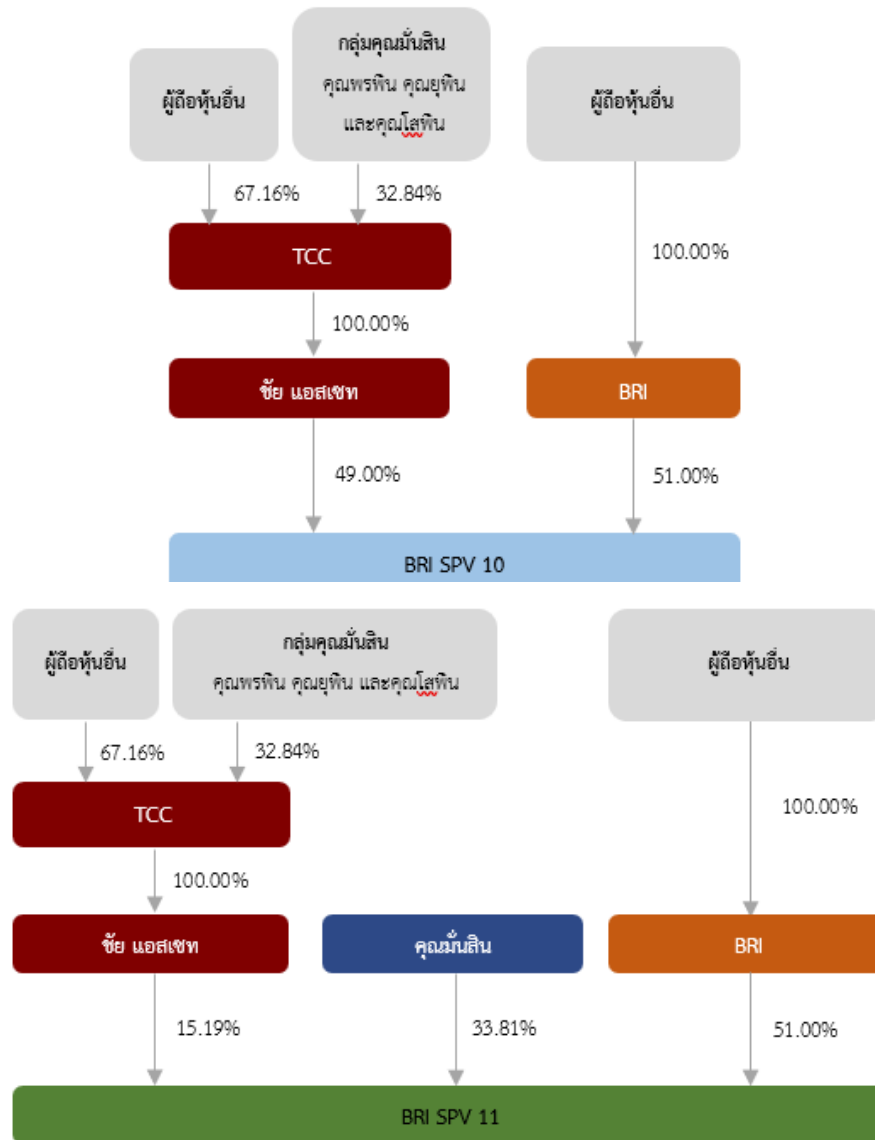 กลุ่มคุณมั่นสิน
คุณพรพิน คุณยุพิน
และคุณโสพิน
ผู้ถือหุ้นอื่น
ผู้ถือหุ้นอื่น
67.16%
32.84%
TCC
100.00%
100.00%
ชัย แอสเซท
BRI
49.00%
51.00%
BRI SPV 10
ผู้ถือหุ้นอื่น
กลุ่มคุณมั่นสิน
คุณพรพิน คุณยุพิน และคุณโสพิน
ผู้ถือหุ้นอื่น
67.16%
32.84%
TCC
100.00%
100.00%
ชัย แอสเซท
คุณมั่นสิน
BRI
15.19%
33.81%
51.00%
BRI SPV 11